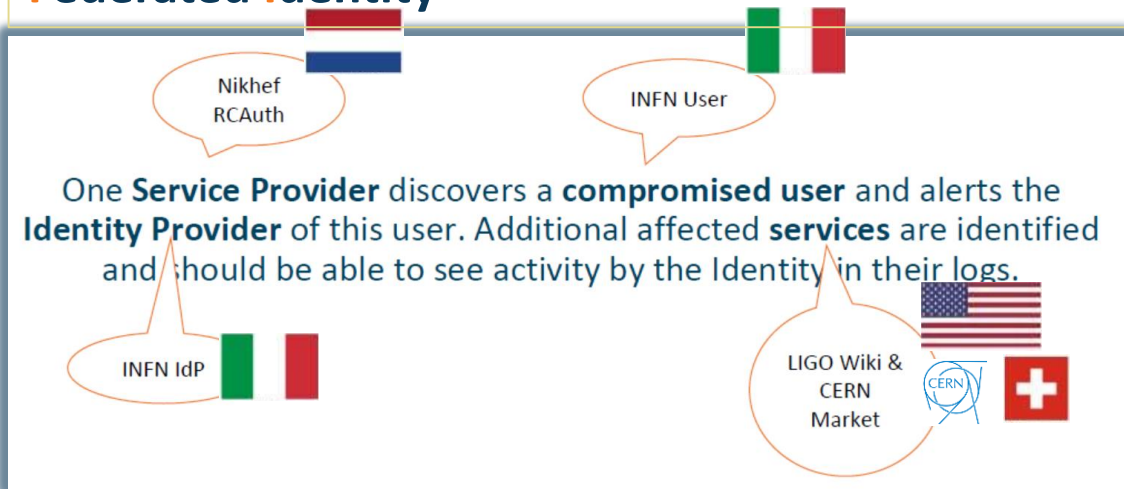 Federated Identity
Nikhef
RCAuth
INFN User
One Service Provider discovers a compromised user and alerts the
Identity Provider of this user. Additional affected services are identified
and should be able to see activity by the Identity in their logs.
INFN IdP
LIGO Wiki &
CERN
Market
CERN